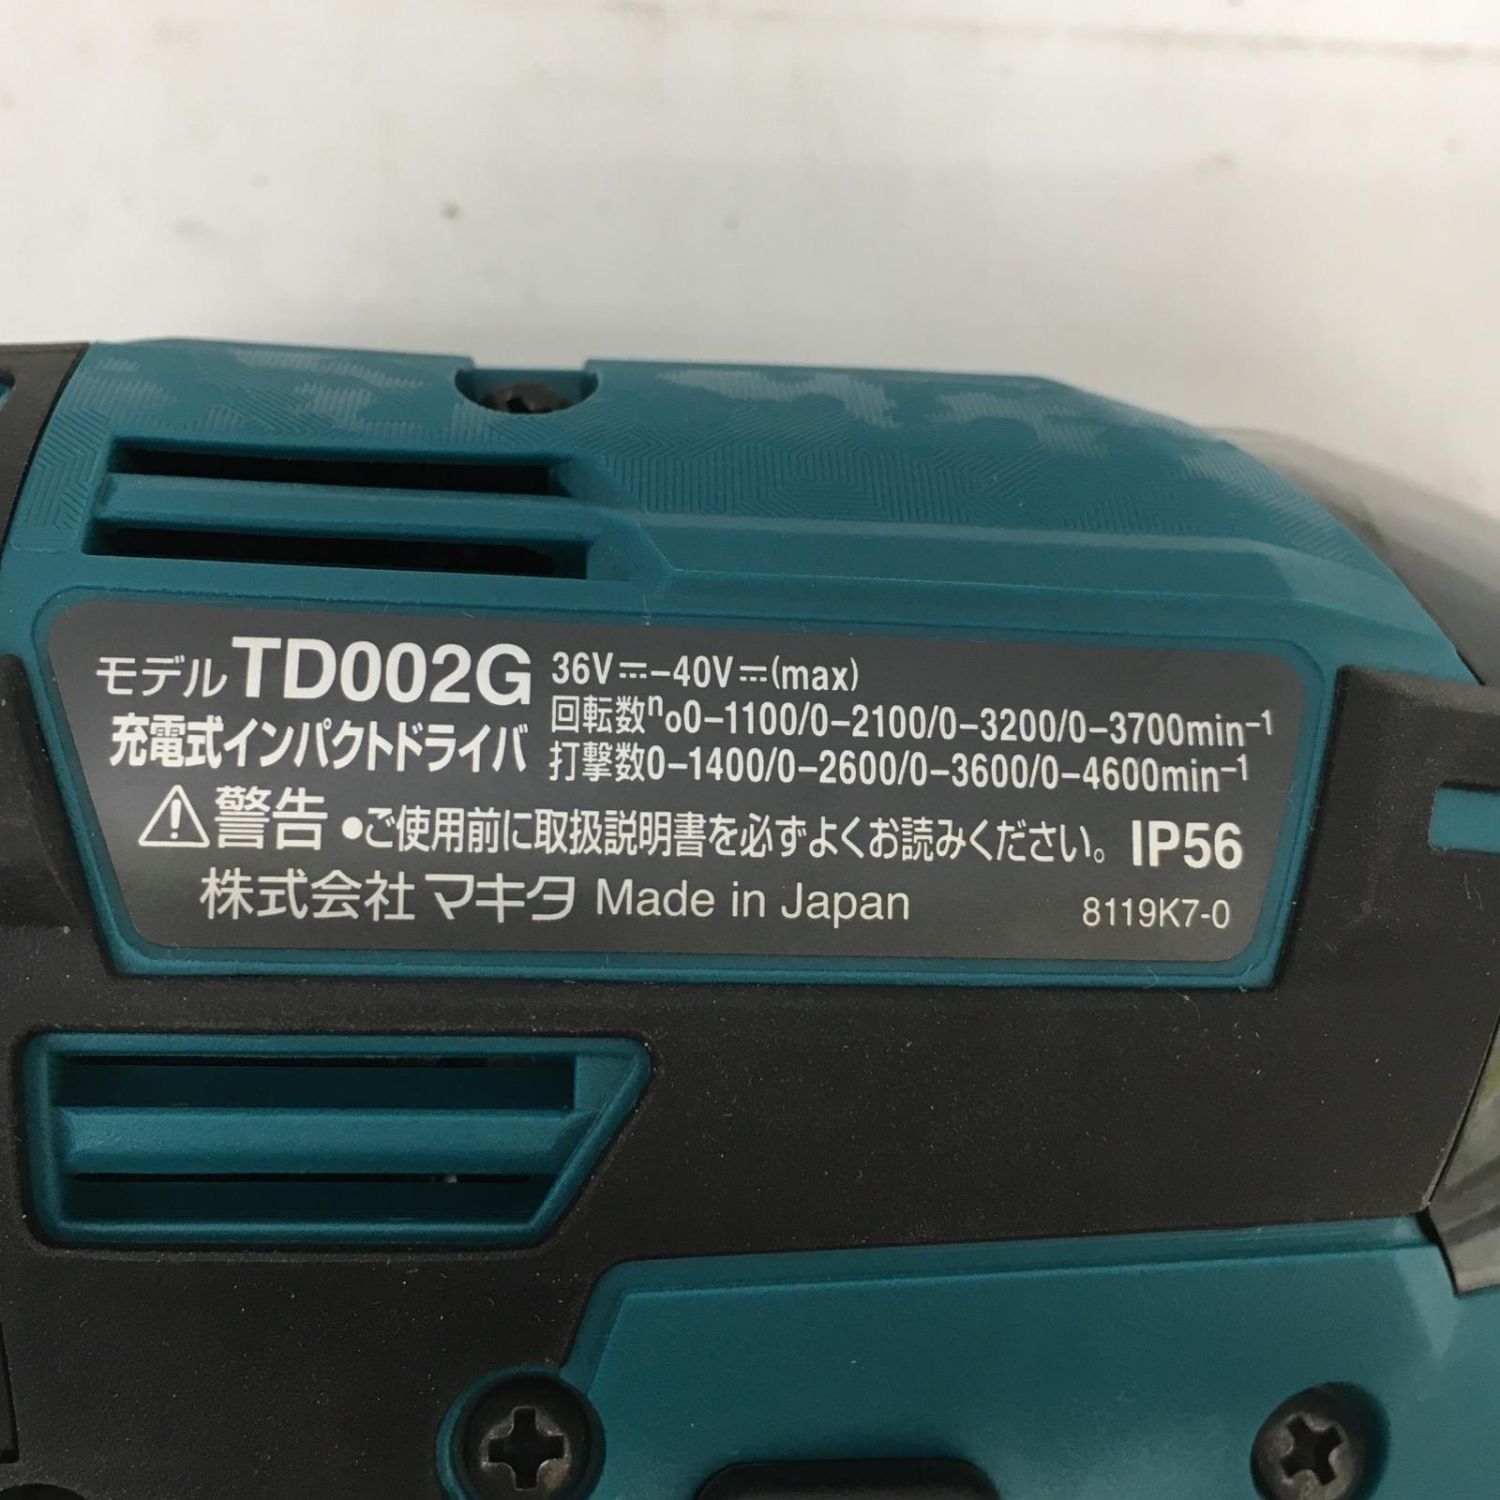 モデル TD002G 36V⎓-40V⎓(max)
充電式インパクトドライバ 回転数n₀0-1100/0-2100/0-3200/0-3700min⁻¹
打撃数0-1400/0-2600/0-3600/0-4600min⁻¹
⚠警告 ●ご使用前に取扱説明書を必ずよくお読みください。 IP56
株式会社マキタ Made in Japan 8119K7-0